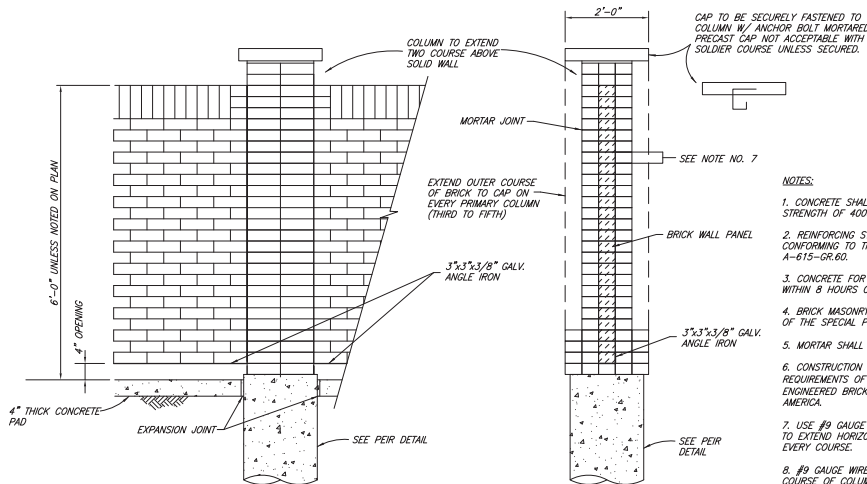 2'-0"
CAP TO BE SECURELY FASTENED TO
COLUMN W/ ANCHOR BOLT MORTARED
PRECAST CAP NOT ACCEPTABLE WITH
SOLDIER COURSE UNLESS SECURED.
COLUMN TO EXTEND
TWO COURSE ABOVE
SOLID WALL
MORTAR JOINT
SEE NOTE NO. 7
6'-0" UNLESS NOTED ON PLAN
EXTEND OUTER COURSE
OF BRICK TO CAP ON
EVERY PRIMARY COLUMN
(THIRD TO FIFTH)
BRICK WALL PANEL
3"x3"x3/8" GALV.
ANGLE IRON
3"x3"x3/8" GALV.
ANGLE IRON
4" OPENING
4" THICK CONCRETE
PAD
EXPANSION JOINT
SEE PEIR DETAIL
SEE PEIR
DETAIL
NOTES:
1. CONCRETE SHAL
STRENGTH OF 400
2. REINFORCING S
CONFORMING TO T
A-615-GR.60.
3. CONCRETE FOR
WITHIN 8 HOURS
4. BRICK MASONRY
OF THE SPECIAL
5. MORTAR SHALL
6. CONSTRUCTION
REQUIREMENTS OF
ENGINEERED BRICK
AMERICA.
7. USE #9 GAUGE
TO EXTEND HORIZO
EVERY COURSE.
8. #9 GAUGE WIRE
COURSE OF COLUM